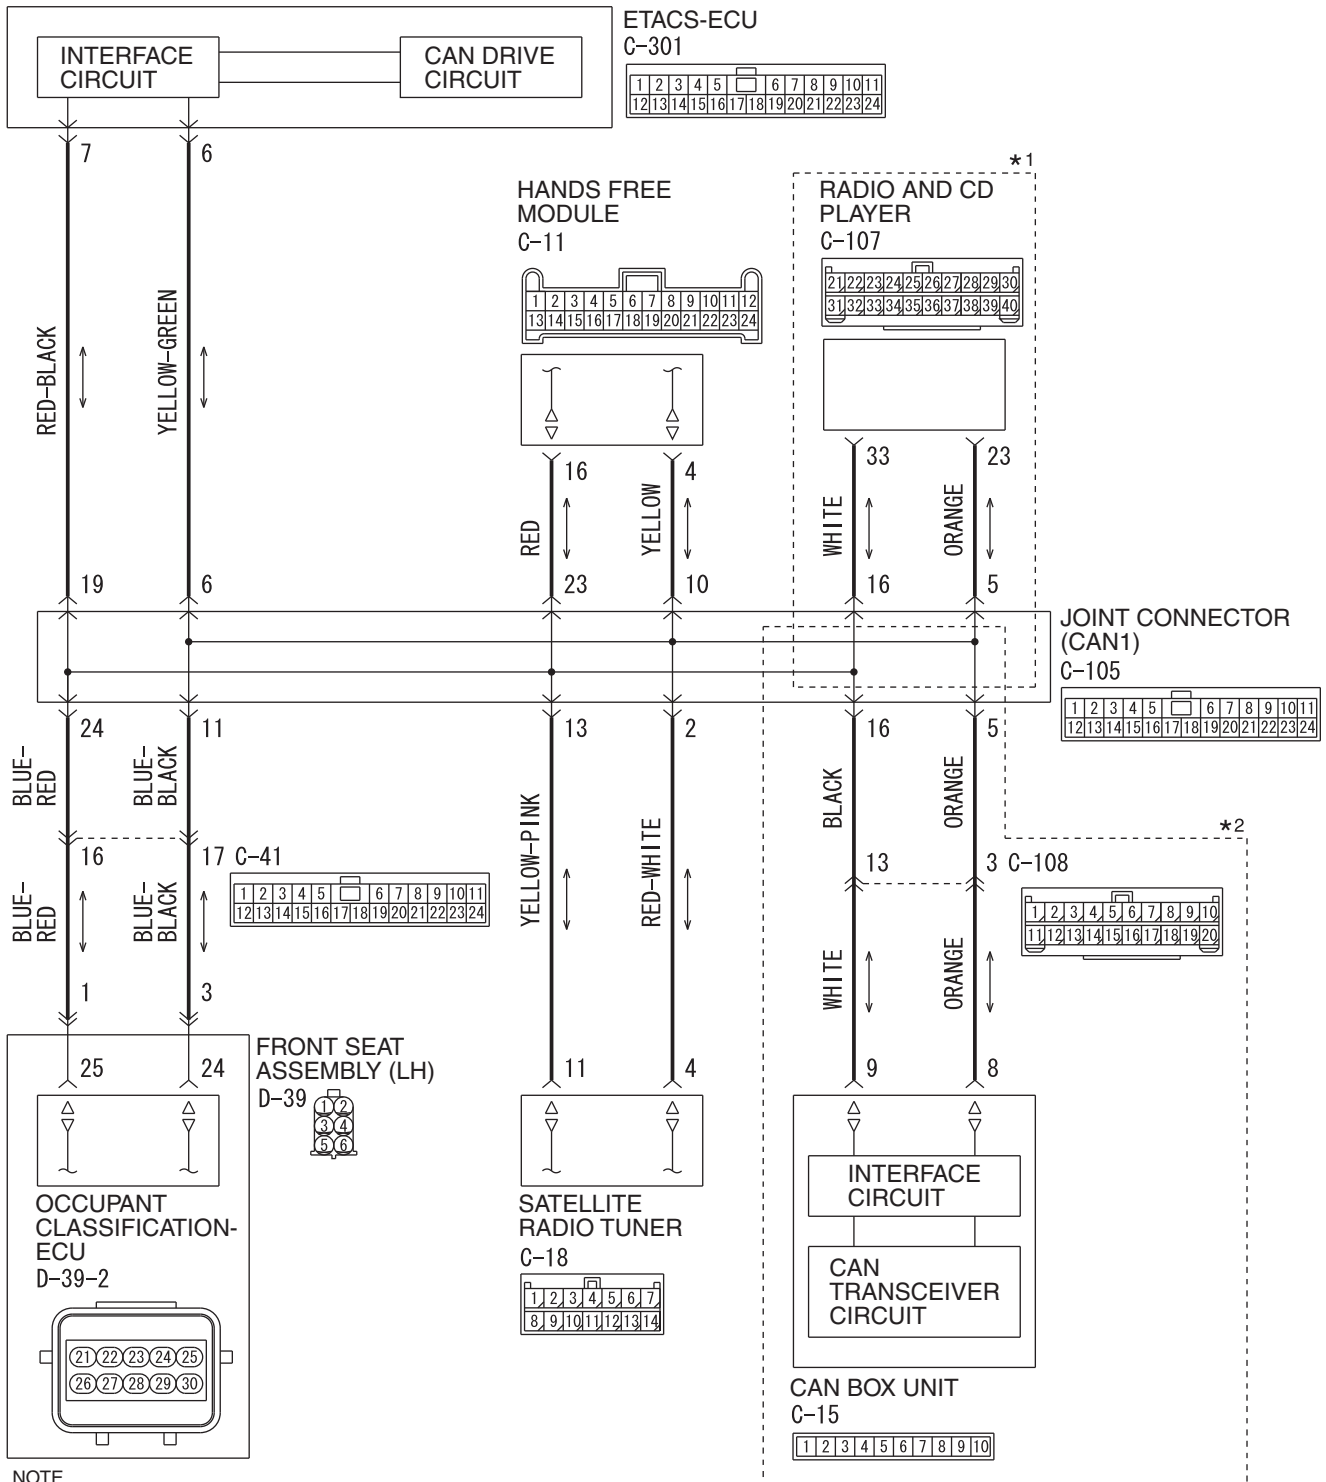 ETACS-ECU
C-301
INTERFACE
CIRCUIT
CAN DRIVE
CIRCUIT
1 2 3 4 5 6 7 8 9 10 11
12 13 14 15 16 17 18 19 20 21 22 23 24
7
6
*1
HANDS FREE
MODULE
C-11
1 2 3 4 5 6 7 8 9 10 11 12
13 14 15 16 17 18 19 20 21 22 23 24
RADIO AND CD
PLAYER
C-107
21 22 23 24 25 26 27 28 29 30
31 32 33 34 35 36 37 38 39 40
RED-BLACK
YELLOW-GREEN
16
4
33
23
RED
YELLOW
WHITE
ORANGE
19
6
23
10
16
5
JOINT CONNECTOR
(CAN1)
C-105
1 2 3 4 5 6 7 8 9 10 11
12 13 14 15 16 17 18 19 20 21 22 23 24
24
11
13
2
16
5
BLUE-
RED
BLUE-
BLACK
YELLOW-PINK
RED-WHITE
BLACK
ORANGE
*2
16
17
C-41
1 2 3 4 5 6 7 8 9 10 11
12 13 14 15 16 17 18 19 20 21 22 23 24
13
3
C-108
1 2 3 4 5 6 7 8 9 10
11 12 13 14 15 16 17 18 19 20
BLUE-
RED
BLUE-
BLACK
WHITE
ORANGE
1
3
25
24
FRONT SEAT
ASSEMBLY (LH)
D-39
1 2
3 4
5 6
11
4
9
8
OCCUPANT
CLASSIFICATION-
ECU
D-39-2
21 22 23 24 25
26 27 28 29 30
SATELLITE
RADIO TUNER
C-18
1 2 3 4 5 6 7
8 9 10 11 12 13 14
INTERFACE
CIRCUIT
CAN
TRANSCEIVER
CIRCUIT
CAN BOX UNIT
C-15
1 2 3 4 5 6 7 8 9 10
NOTE